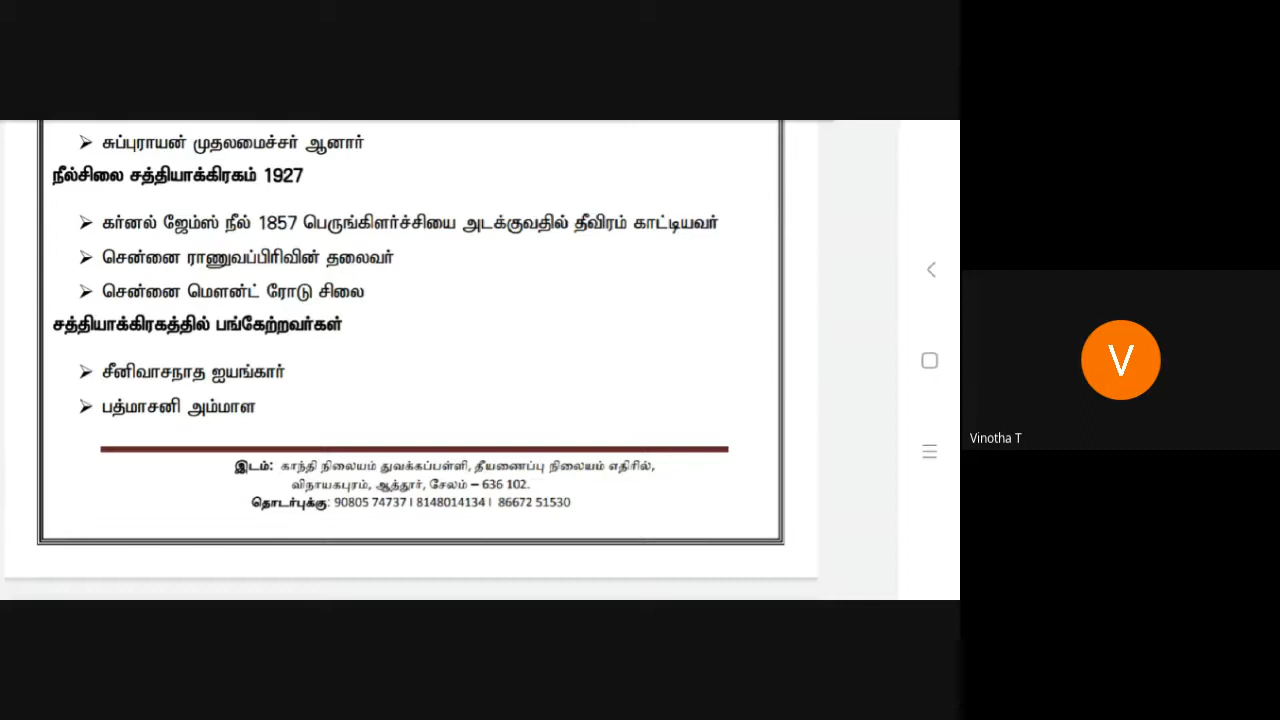 ➢ சுப்புராயன் முதலமைச்சர் ஆனார்
நீல்சிலை சத்தியாக்கிரகம் 1927
➢ கர்னல் ஜேம்ஸ் நீல் 1857 பெருங்கிளர்ச்சியை அடக்குவதில் தீவிரம் காட்டியவர்
➢ சென்னை ராணுவப்பிரிவின் தலைவர்
➢ சென்னை மௌன்ட் ரோடு சிலை
சத்தியாக்கிரகத்தில் பங்கேற்றவர்கள்
➢ சீனிவாசநாத ஐயங்கார்
➢ பத்மாசனி அம்மாள
இடம்: காந்தி நிலையம் துவக்கப்பள்ளி, தீயணைப்பு நிலையம் எதிரில்,
விநாயகபுரம், ஆத்தூர், சேலம் – 636 102.
தொடர்புக்கு: 90805 74737 l 8148014134 l 86672 51530
V
Vinotha T